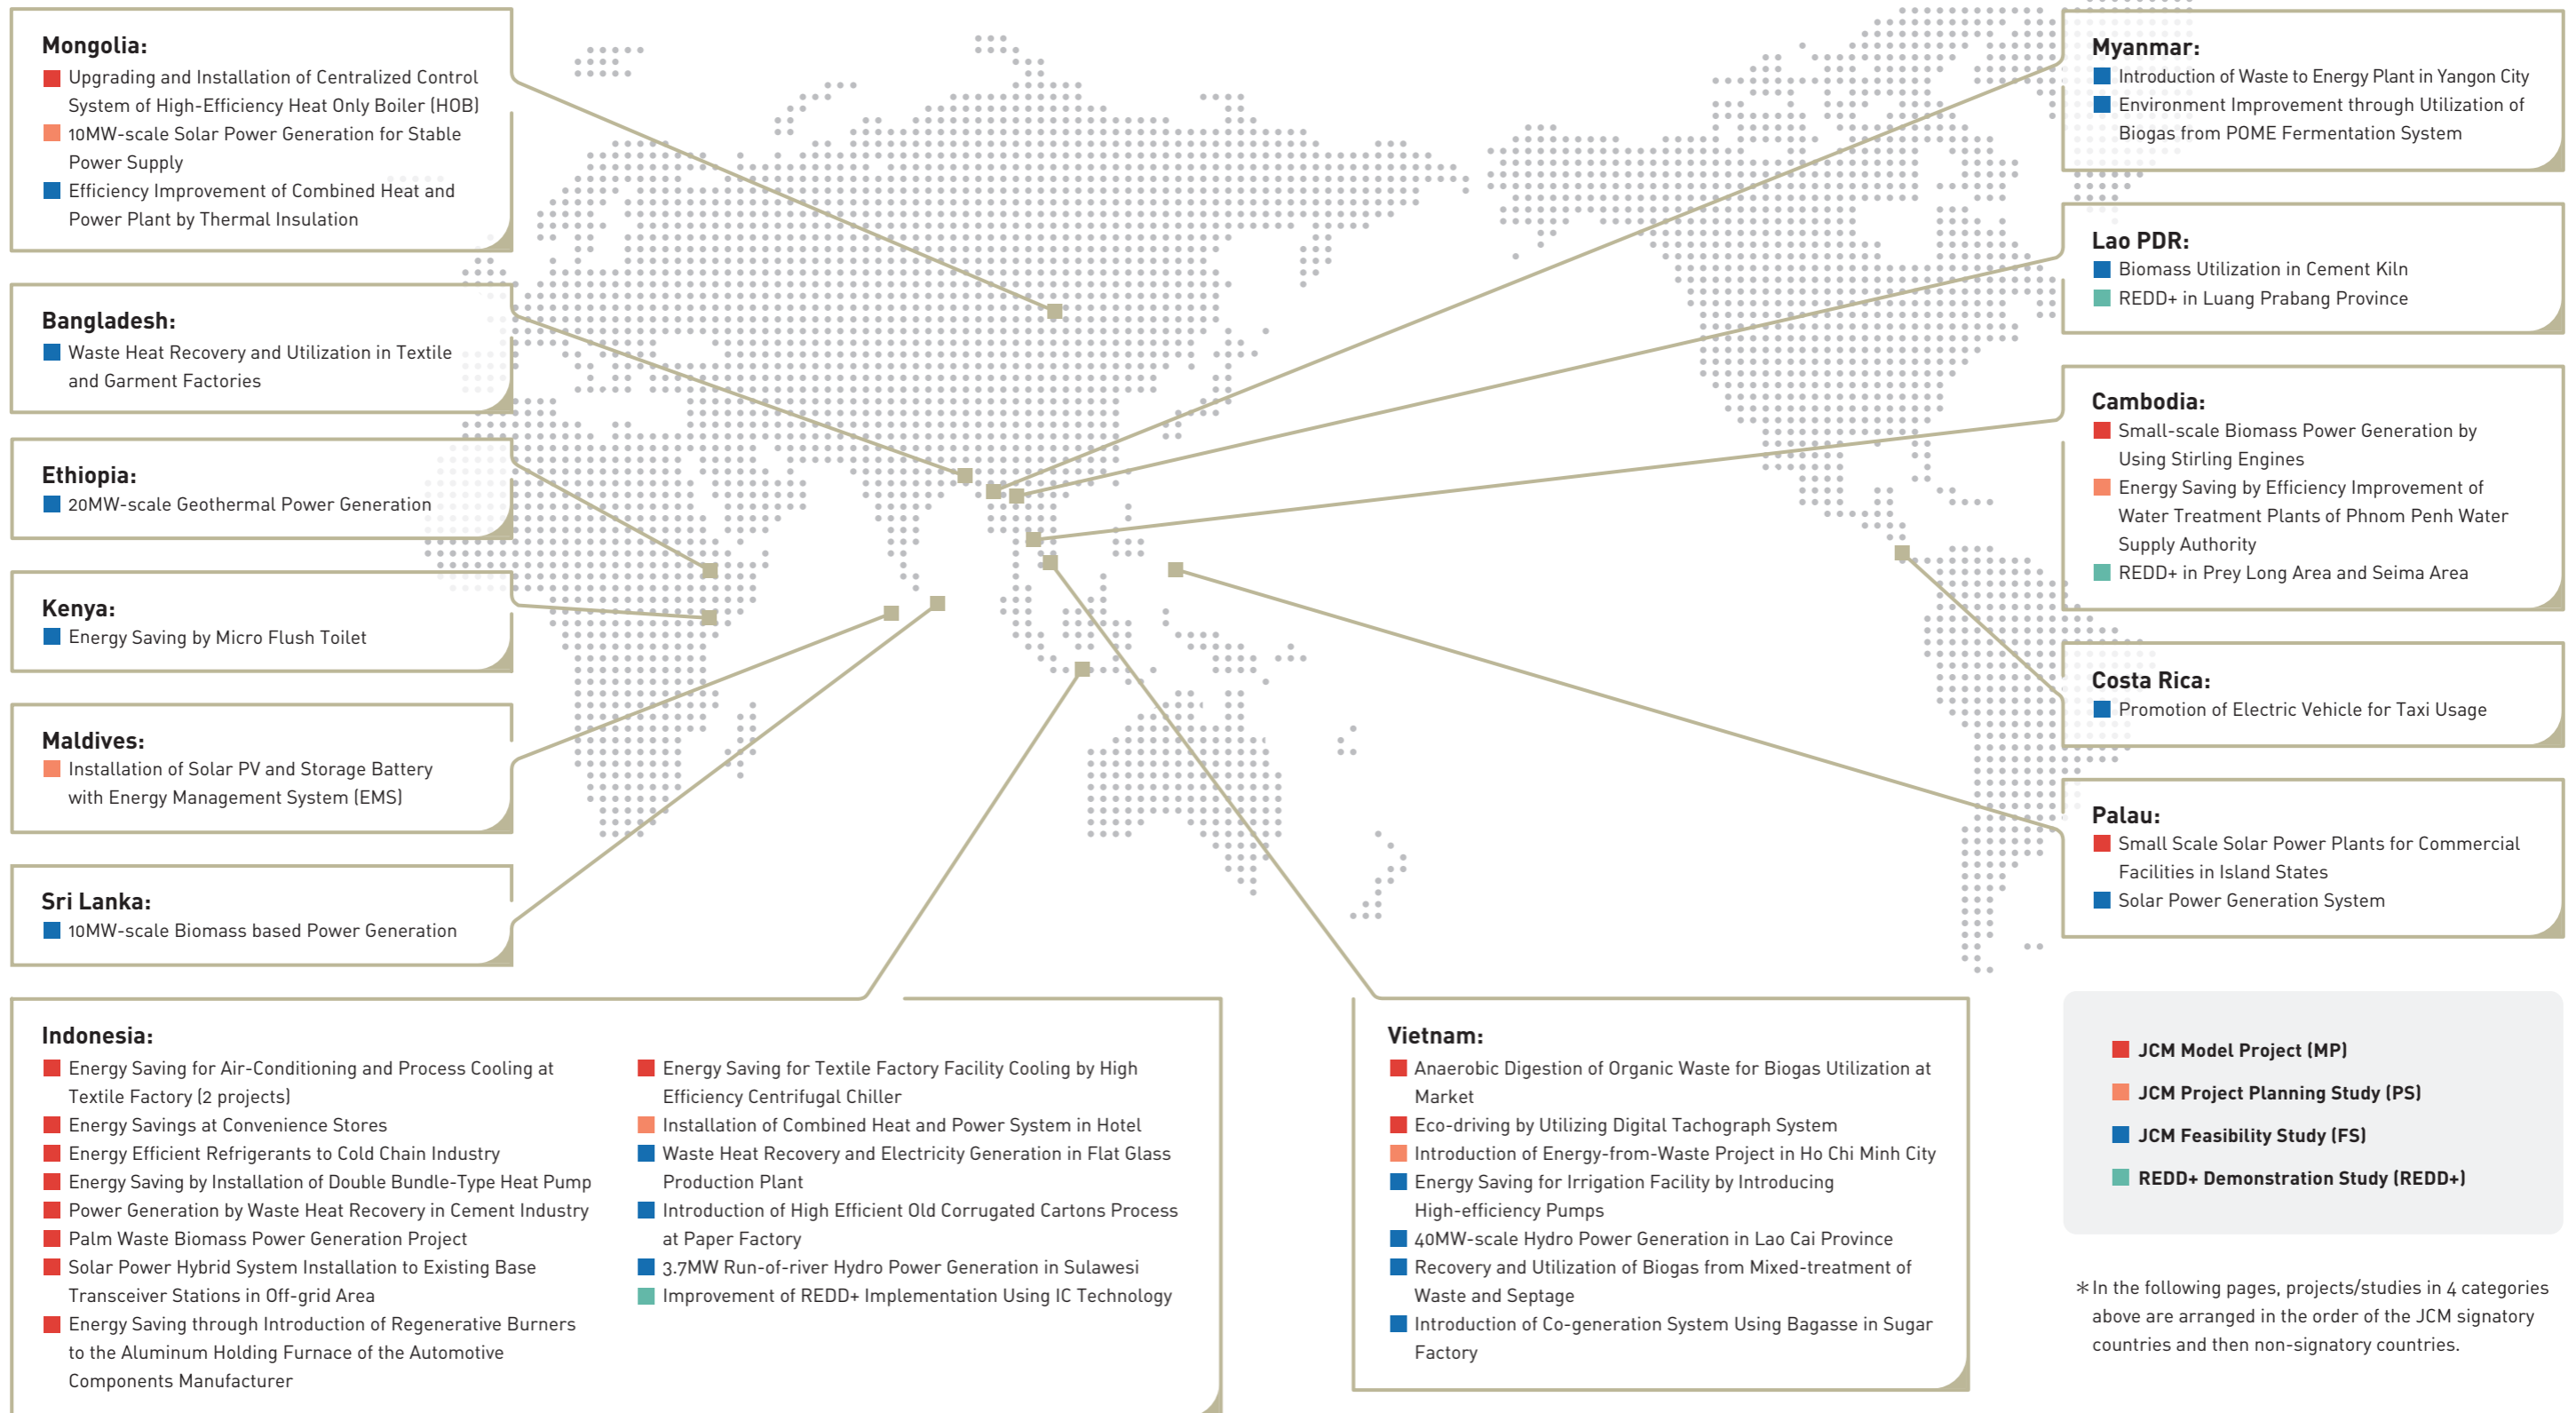 Mongolia:
Upgrading and Installation of Centralized Control
System of High-Efficiency Heat Only Boiler (HOB)
10MW-scale Solar Power Generation for Stable
Power Supply
Efficiency Improvement of Combined Heat and
Power Plant by Thermal Insulation
Bangladesh:
Waste Heat Recovery and Utilization in Textile
and Garment Factories
Ethiopia:
20MW-scale Geothermal Power Generation
Kenya:
Energy Saving by Micro Flush Toilet
Maldives:
Installation of Solar PV and Storage Battery
with Energy Management System (EMS)
Sri Lanka:
10MW-scale Biomass based Power Generation
Myanmar:
Introduction of Waste to Energy Plant in Yangon City
Environment Improvement through Utilization of
Biogas from POME Fermentation System
Lao PDR:
Biomass Utilization in Cement Kiln
REDD+ in Luang Prabang Province
Cambodia:
Small-scale Biomass Power Generation by
Using Stirling Engines
Energy Saving by Efficiency Improvement of
Water Treatment Plants of Phnom Penh Water
Supply Authority
REDD+ in Prey Long Area and Seima Area
Costa Rica:
Promotion of Electric Vehicle for Taxi Usage
Palau:
Small Scale Solar Power Plants for Commercial
Facilities in Island States
Solar Power Generation System
Indonesia:
Energy Saving for Air-Conditioning and Process Cooling at
Textile Factory (2 projects)
Energy Savings at Convenience Stores
Energy Efficient Refrigerants to Cold Chain Industry
Energy Saving by Installation of Double Bundle-Type Heat Pump
Power Generation by Waste Heat Recovery in Cement Industry
Palm Waste Biomass Power Generation Project
Solar Power Hybrid System Installation to Existing Base
Transceiver Stations in Off-grid Area
Energy Saving through Introduction of Regenerative Burners
to the Aluminum Holding Furnace of the Automotive
Components Manufacturer
Energy Saving for Textile Factory Facility Cooling by High
Efficiency Centrifugal Chiller
Installation of Combined Heat and Power System in Hotel
Waste Heat Recovery and Electricity Generation in Flat Glass
Production Plant
Introduction of High Efficient Old Corrugated Cartons Process
at Paper Factory
3.7MW Run-of-river Hydro Power Generation in Sulawesi
Improvement of REDD+ Implementation Using IC Technology
Vietnam:
Anaerobic Digestion of Organic Waste for Biogas Utilization at
Market
Eco-driving by Utilizing Digital Tachograph System
Introduction of Energy-from-Waste Project in Ho Chi Minh City
Energy Saving for Irrigation Facility by Introducing
High-efficiency Pumps
40MW-scale Hydro Power Generation in Lao Cai Province
Recovery and Utilization of Biogas from Mixed-treatment of
Waste and Septage
Introduction of Co-generation System Using Bagasse in Sugar
Factory
JCM Model Project (MP)
JCM Project Planning Study (PS)
JCM Feasibility Study (FS)
REDD+ Demonstration Study (REDD+)
*In the following pages, projects/studies in 4 categories
above are arranged in the order of the JCM signatory
countries and then non-signatory countries.